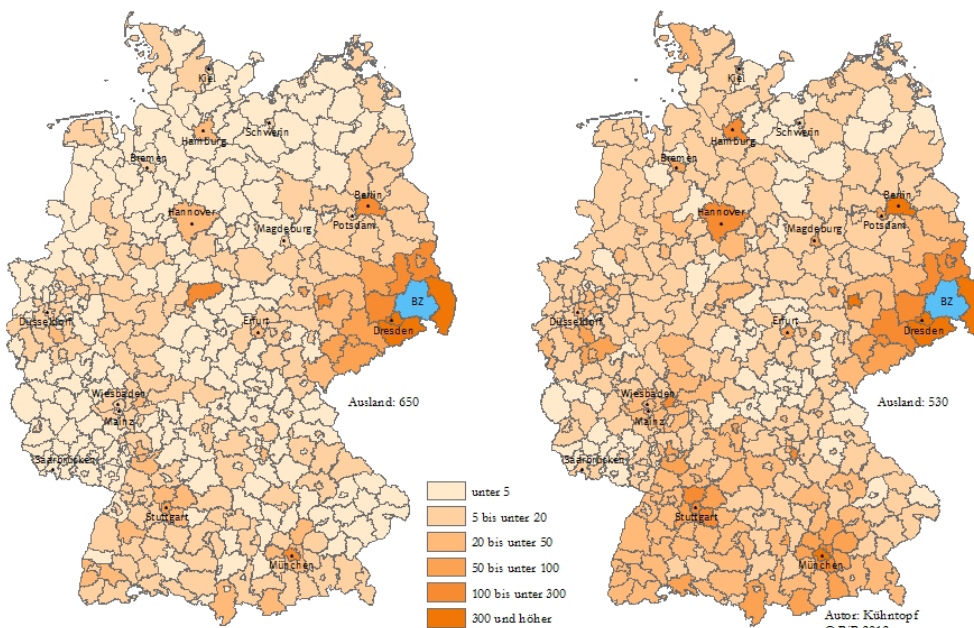 Kiel
Schwerin
Hamburg
Bremen
Berlin
Hannover
Potsdam
Magdeburg
BZ
Düsseldorf
Erfurt
Dresden
Wiesbaden
Mainz
Ausland: 650
Saarbrücken
Stuttgart
München
Kiel
Schwerin
Hamburg
Bremen
Berlin
Hannover
Potsdam
Magdeburg
BZ
Düsseldorf
Erfurt
Dresden
Wiesbaden
Mainz
Ausland: 530
Saarbrücken
Stuttgart
München
unter 5
5 bis unter 20
20 bis unter 50
50 bis unter 100
100 bis unter 300
300 und höher
Autor: Kühntopf